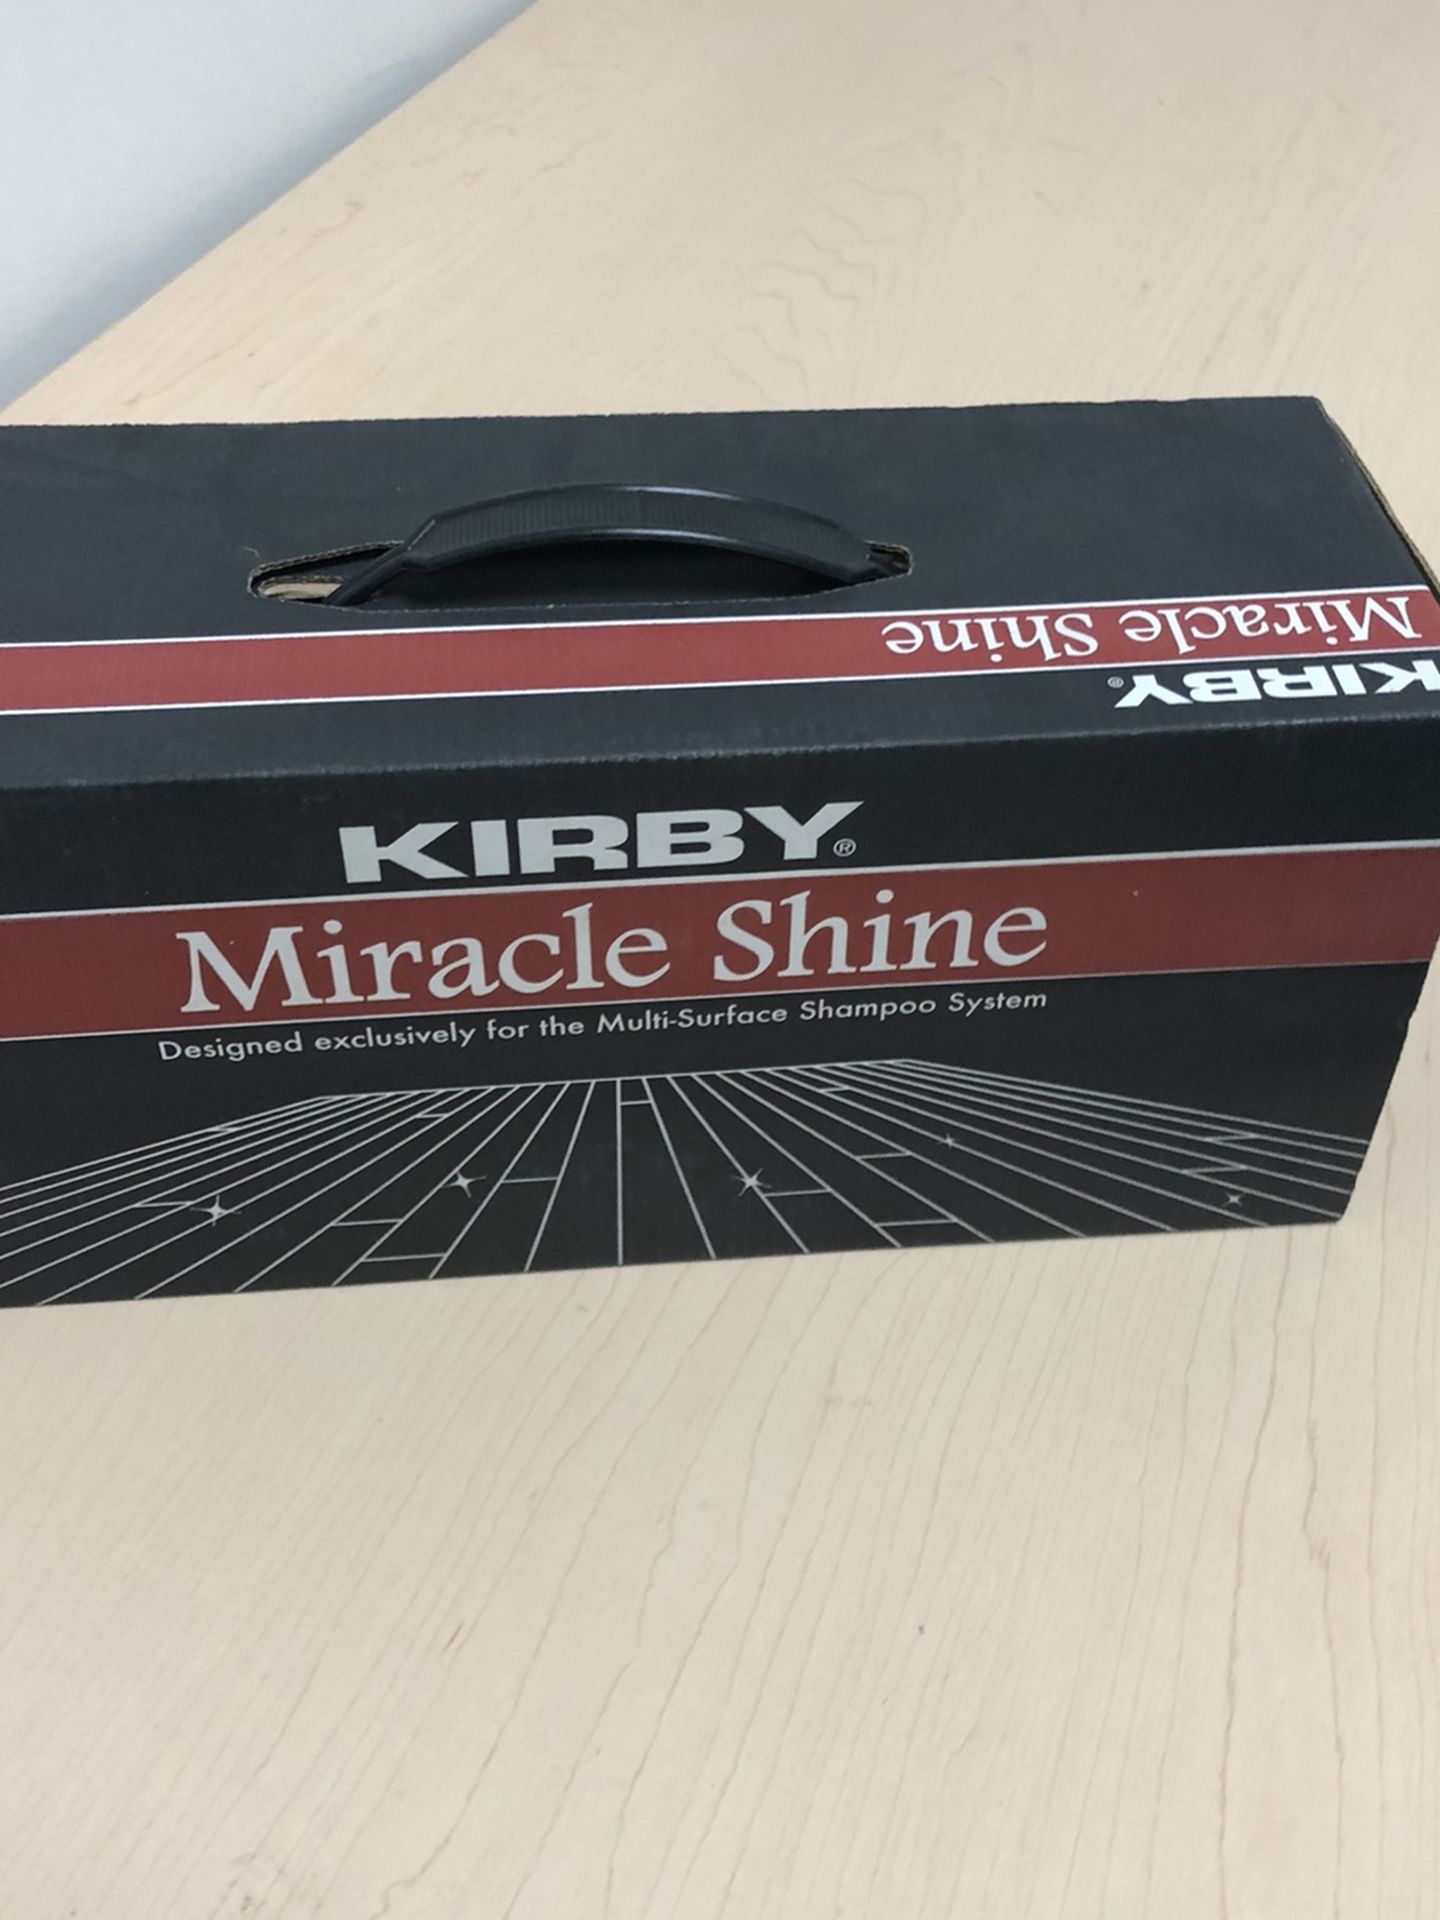 Miracle Shine
KIRBY®
KIRBY®
Miracle Shine
Designed exclusively for the Multi-Surface Shampoo System